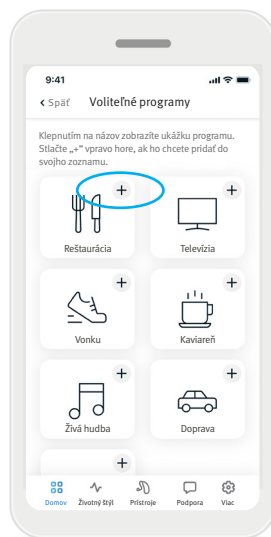 9:41
Späť Voliteľné programy
Klepnutím na názov zobrazíte ukážku programu.
Stlačte „+“ vpravo hore, ak ho chcete pridať do
svojho zoznamu.
+ +
Reštaurácia Televízia
+ +
Vonku Kaviareň
+ +
Živá hudba Doprava
+
Domov Životný štýl Prístroje Podpora Viac